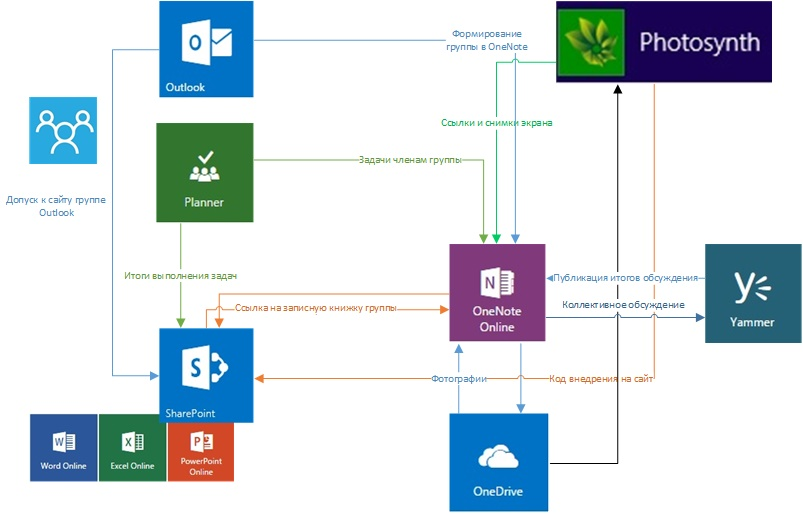 Формирование
группы в OneNote
Photosynth
Outlook
Ссылки и снимки экрана
Задачи членам группы
Допуск к сайту группе
Outlook
Planner
Итоги выполнения задач
Публикация итогов обсуждения
Ссылка на записную книжку группы
OneNote
Online
Коллективное обсуждение
Yammer
Фотографии
Код внедрения на сайт
S
SharePoint
Word Online
Excel Online
PowerPoint
Online
OneDrive